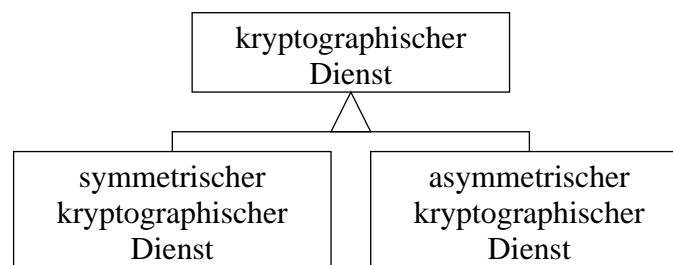 kryptographischer
Dienst
symmetrischer
kryptographischer
Dienst
asymmetrischer
kryptographischer
Dienst